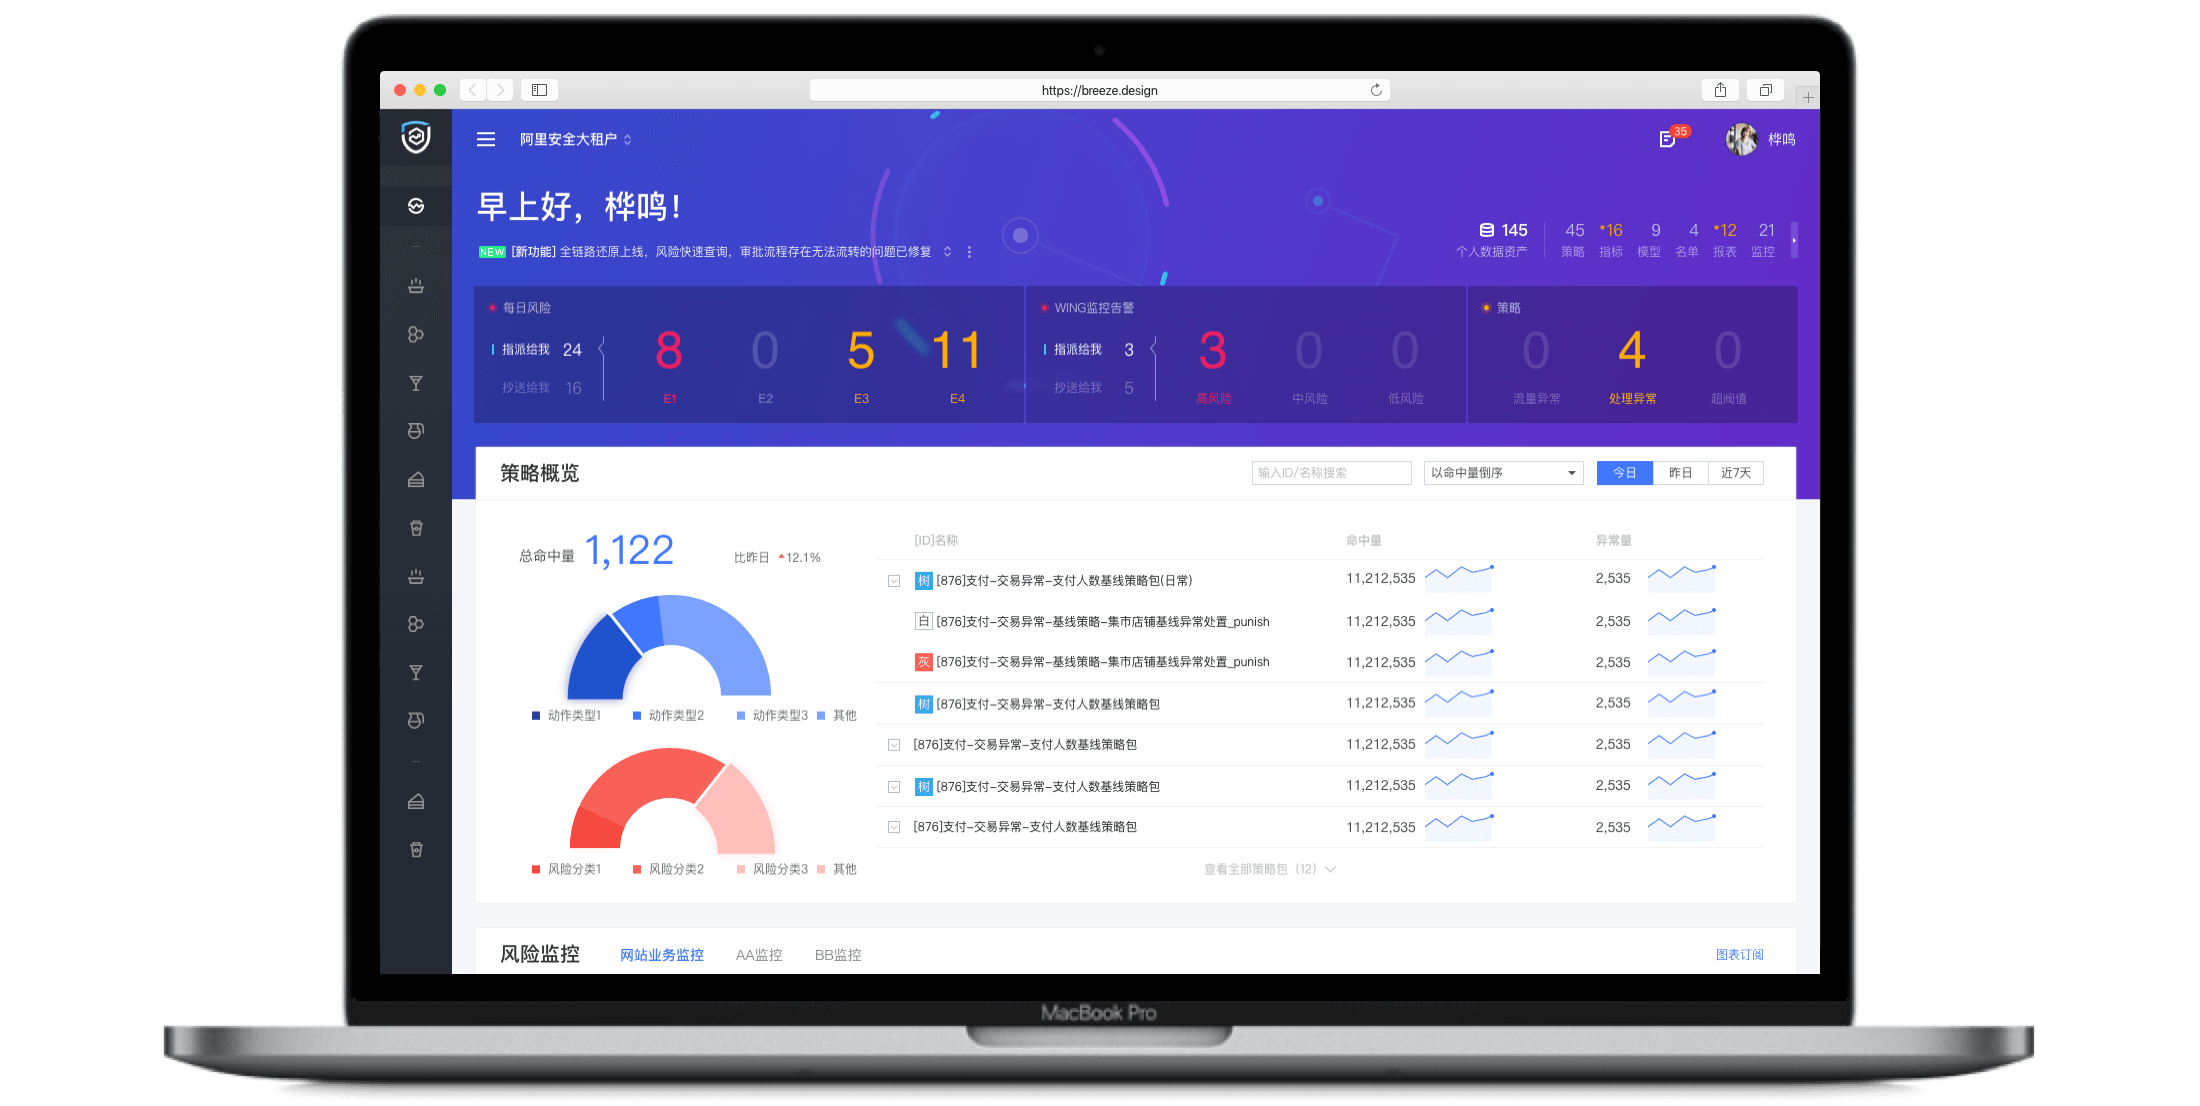 https://breeze.design
阿里安全大租户
35
桦鸣
早上好，桦鸣！
NEW [新功能] 全链路还原上线，风险快速查询，审批流程存在无法流转的问题已修复
145 45 *16 9 4 *12 21
个人数据资产 策略 指标 模型 名单 报表 监控
每日风险
指派给我 24
抄送给我 16
8 0 5 11
E1 E2 E3 E4
WING监控告警
指派给我 3
抄送给我 5
3 0 0
高风险 中风险 低风险
策略
0 4 0
流量异常 处理异常 超阀值
策略概览
输入ID/名称搜索
以命中量倒序
今日 昨日 近7天
总命中量 1,122 比昨日 12.1%
动作类型1 动作类型2 动作类型3 其他
风险分类1 风险分类2 风险分类3 其他
[ID]名称 命中量 异常量
树 [876]支付-交易异常-支付人数基线策略包(日常) 11,212,535 2,535
白 [876]支付-交易异常-基线策略-集市店铺基线异常处置_punish 11,212,535 2,535
灰 [876]支付-交易异常-基线策略-集市店铺基线异常处置_punish 11,212,535 2,535
树 [876]支付-交易异常-支付人数基线策略包 11,212,535 2,535
[876]支付-交易异常-支付人数基线策略包 11,212,535 2,535
树 [876]支付-交易异常-支付人数基线策略包 11,212,535 2,535
[876]支付-交易异常-支付人数基线策略包 11,212,535 2,535
查看全部策略包（12）
风险监控 网站业务监控 AA监控 BB监控 图表订阅
MacBook Pro